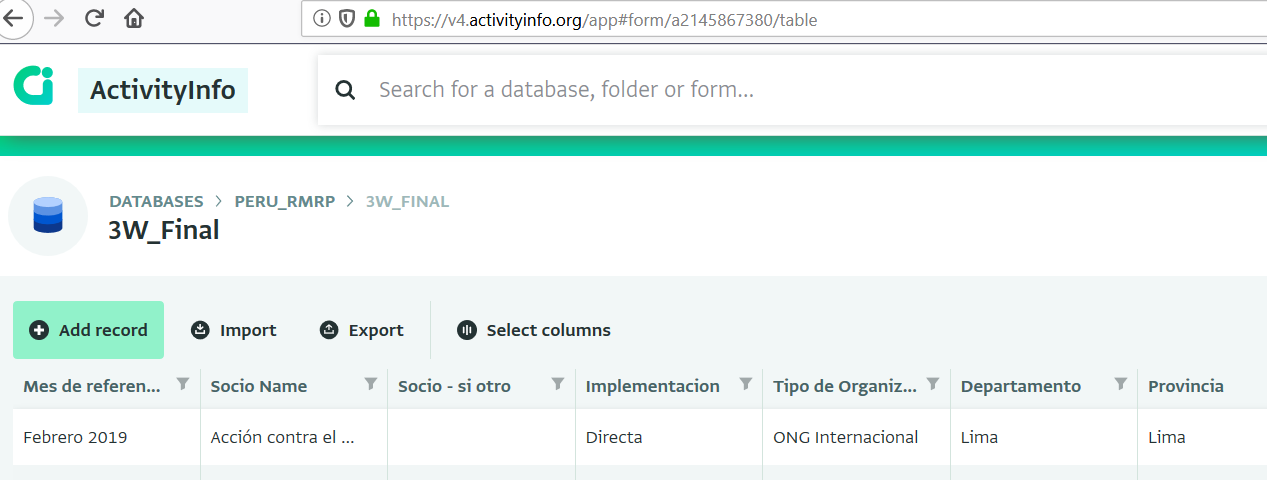 https://v4.activityinfo.org/app#form/a2145867380/table
ActivityInfo
Search for a database, folder or form...
DATABASES > PERU_RMRP > 3W_FINAL
3W_Final
Add record Import Export Select columns
Mes de referen... Socio Name Socio - si otro Implementacion Tipo de Organiz... Departamento Provincia
Febrero 2019 Acción contra el ... Directa ONG Internacional Lima Lima